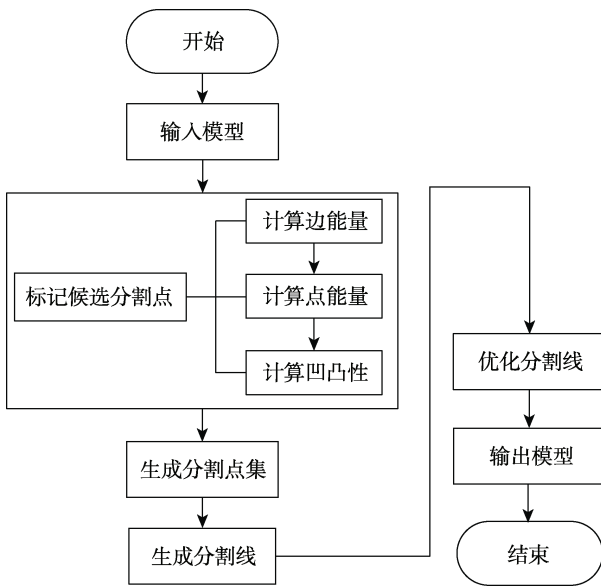 开始
输入模型
标记候选分割点
计算边能量
计算点能量
计算凹凸性
生成分割点集
生成分割线
优化分割线
输出模型
结束